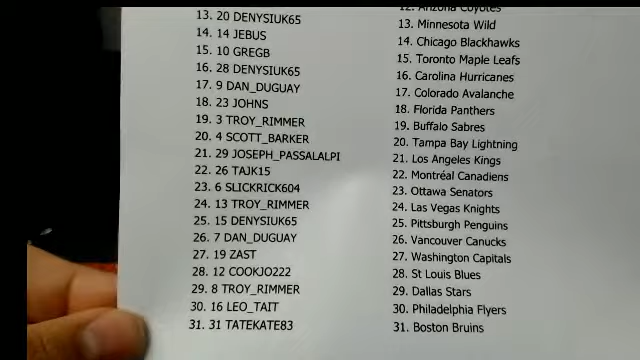 12. Arizona Coyotes
13. 20 DENYSIUK65
13. Minnesota Wild
14. 14 JEBUS
14. Chicago Blackhawks
15. 10 GREGB
15. Toronto Maple Leafs
16. 28 DENYSIUK65
16. Carolina Hurricanes
17. 9 DAN_DUGUAY
17. Colorado Avalanche
18. 23 JOHNS
18. Florida Panthers
19. 3 TROY_RIMMER
19. Buffalo Sabres
20. 4 SCOTT_BARKER
20. Tampa Bay Lightning
21. 29 JOSEPH_PASSALALPI
21. Los Angeles Kings
22. 26 TAJK15
22. Montréal Canadiens
23. 6 SLICKRICK604
23. Ottawa Senators
24. 13 TROY_RIMMER
24. Las Vegas Knights
25. 15 DENYSIUK65
25. Pittsburgh Penguins
26. 7 DAN_DUGUAY
26. Vancouver Canucks
27. 19 ZAST
27. Washington Capitals
28. 12 COOKJO222
28. St Louis Blues
29. 8 TROY_RIMMER
29. Dallas Stars
30. 16 LEO_TAIT
30. Philadelphia Flyers
31. 31 TATEKATE83
31. Boston Bruins